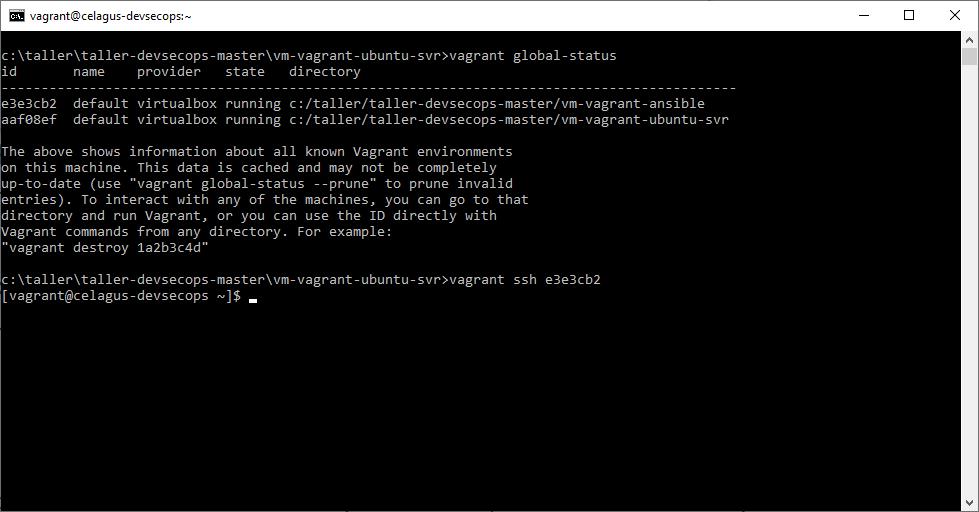 vagrant@celagus-devsecops:~
c:\taller\taller-devsecops-master\vm-vagrant-ubuntu-svr>vagrant global-status
id       name    provider   state   directory
--------------------------------------------------------------------------------------------
e3e3cb2  default virtualbox running c:/taller/taller-devsecops-master/vm-vagrant-ansible
aaf08ef  default virtualbox running c:/taller/taller-devsecops-master/vm-vagrant-ubuntu-svr
The above shows information about all known Vagrant environments
on this machine. This data is cached and may not be completely
up-to-date (use "vagrant global-status --prune" to prune invalid
entries). To interact with any of the machines, you can go to that
directory and run Vagrant, or you can use the ID directly with
Vagrant commands from any directory. For example:
"vagrant destroy 1a2b3c4d"
c:\taller\taller-devsecops-master\vm-vagrant-ubuntu-svr>vagrant ssh e3e3cb2
[vagrant@celagus-devsecops ~]$